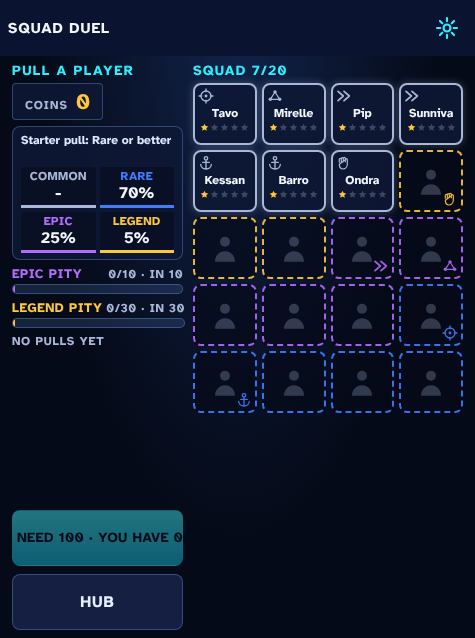 SQUAD DUEL
PULL A PLAYER
COINS 0
Starter pull: Rare or better
COMMON
-
RARE
70%
EPIC
25%
LEGEND
5%
EPIC PITY 0/10 · IN 10
LEGEND PITY 0/30 · IN 30
NO PULLS YET
NEED 100 · YOU HAVE 0
HUB
SQUAD 7/20
Tavo
Mirelle
Pip
Sunniva
Kessan
Barro
Ondra